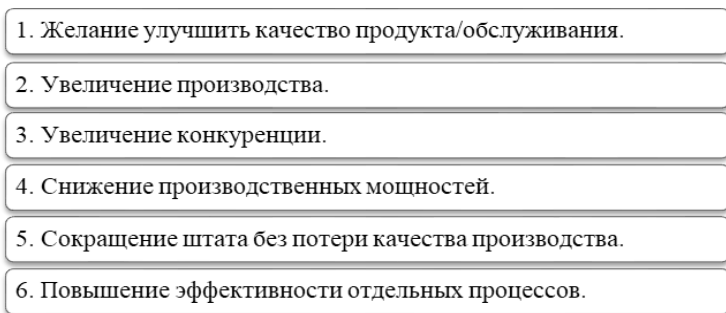 1. Желание улучшить качество продукта/обслуживания.
2. Увеличение производства.
3. Увеличение конкуренции.
4. Снижение производственных мощностей.
5. Сокращение штата без потери качества производства.
6. Повышение эффективности отдельных процессов.